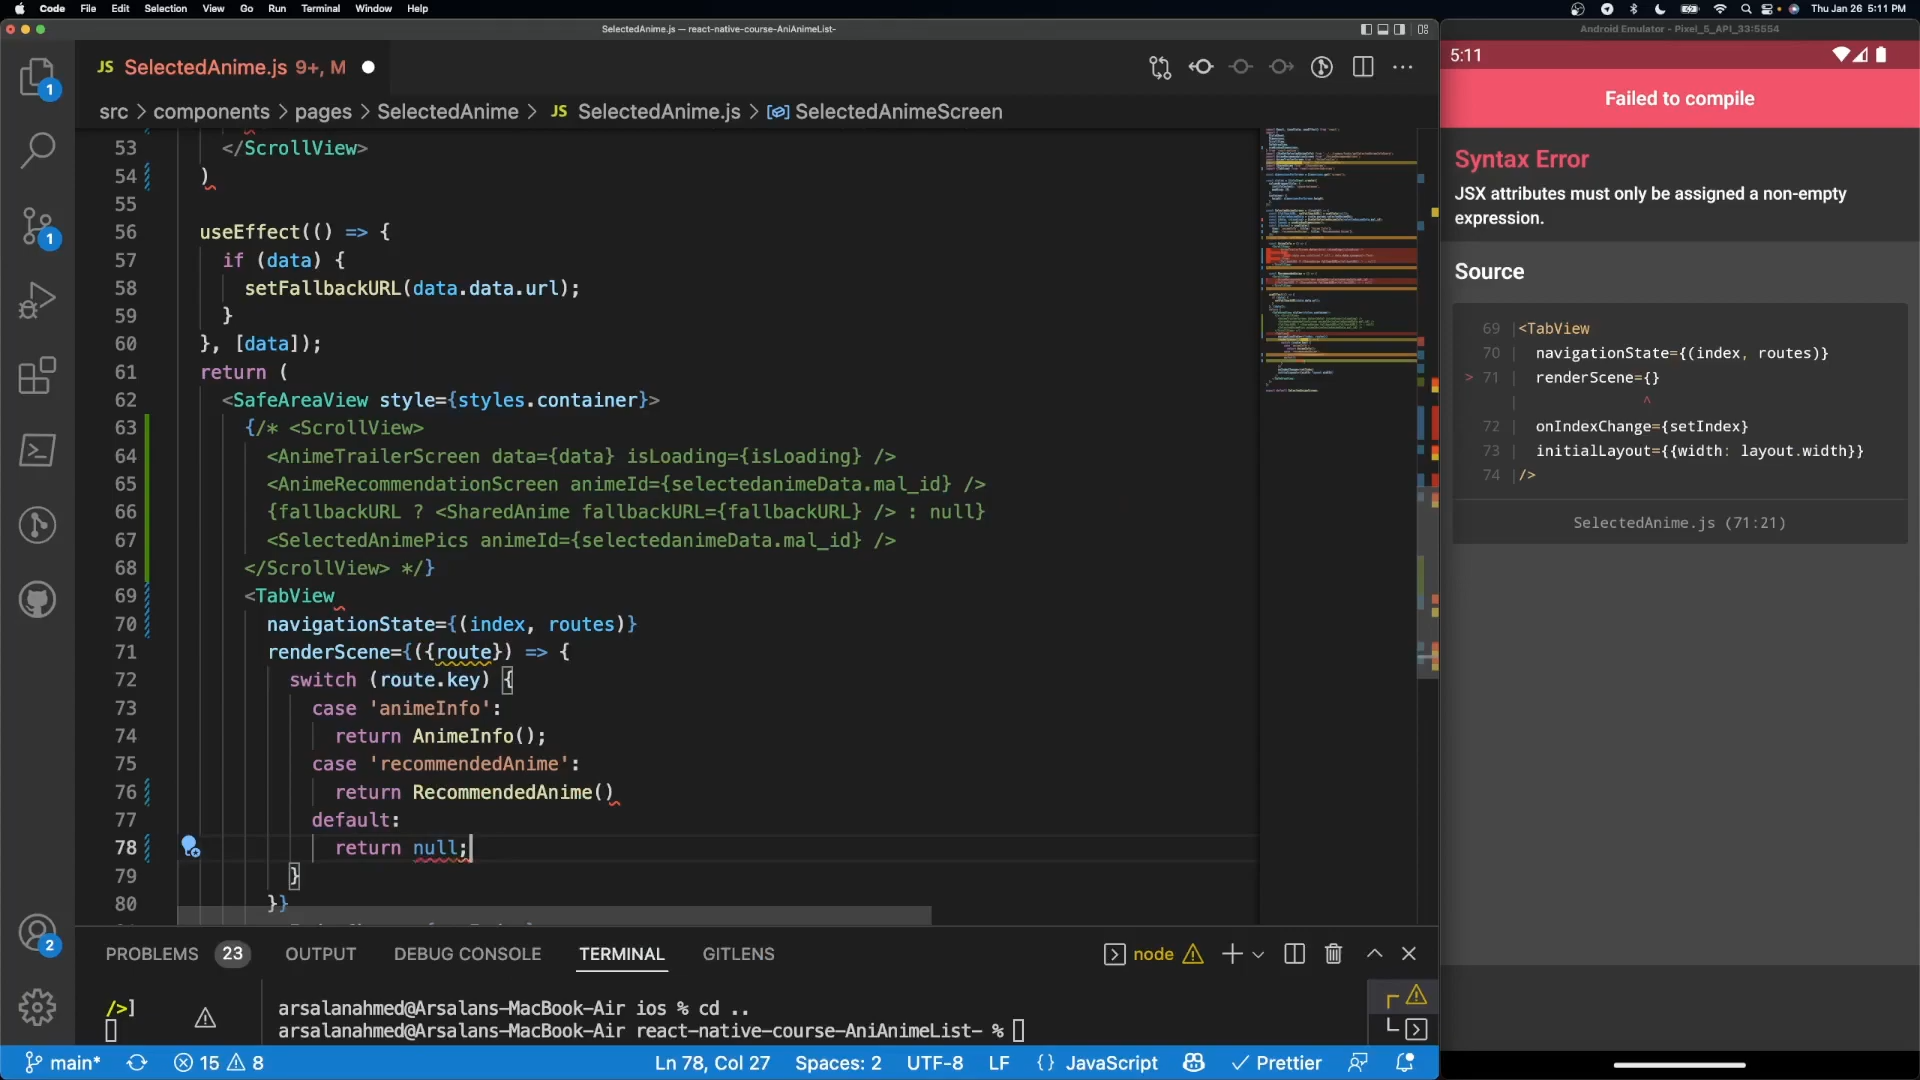 Code File Edit Selection View Go Run Terminal Window Help
Thu Jan 26 5:11 PM
SelectedAnime.js — react-native-course-AniAnimeList-
Android Emulator - Pixel_5_API_33:5554
JS SelectedAnime.js 9+, M
src > components > pages > SelectedAnime > JS SelectedAnime.js > SelectedAnimeScreen
53 </ScrollView>
54 )
55
56 useEffect(() => {
57 if (data) {
58 setFallbackURL(data.data.url);
59 }
60 }, [data]);
61 return (
62 <SafeAreaView style={styles.container}>
63 {/* <ScrollView>
64 <AnimeTrailerScreen data={data} isLoading={isLoading} />
65 <AnimeRecommendationScreen animeId={selectedanimeData.mal_id} />
66 {fallbackURL ? <SharedAnime fallbackURL={fallbackURL} /> : null}
67 <SelectedAnimePics animeId={selectedanimeData.mal_id} />
68 </ScrollView> */}
69 <TabView
70 navigationState={(index, routes)}
71 renderScene={({route}) => {
72 switch (route.key) {
73 case 'animeInfo':
74 return AnimeInfo();
75 case 'recommendedAnime':
76 return RecommendedAnime()
77 default:
78 return null;
79 }
80 }}
1
1
2
PROBLEMS 23 OUTPUT DEBUG CONSOLE TERMINAL GITLENS
node
/>]
arsalanahmed@Arsalans-MacBook-Air ios % cd ..
arsalanahmed@Arsalans-MacBook-Air react-native-course-AniAnimeList- %
main* 15 8 Ln 78, Col 27 Spaces: 2 UTF-8 LF {} JavaScript Prettier
5:11
Failed to compile
Syntax Error
JSX attributes must only be assigned a non-empty
expression.
Source
69 | <TabView
70 | navigationState={(index, routes)}
> 71 | renderScene={}
| ^
72 | onIndexChange={setIndex}
73 | initialLayout={{width: layout.width}}
74 | />
SelectedAnime.js (71:21)